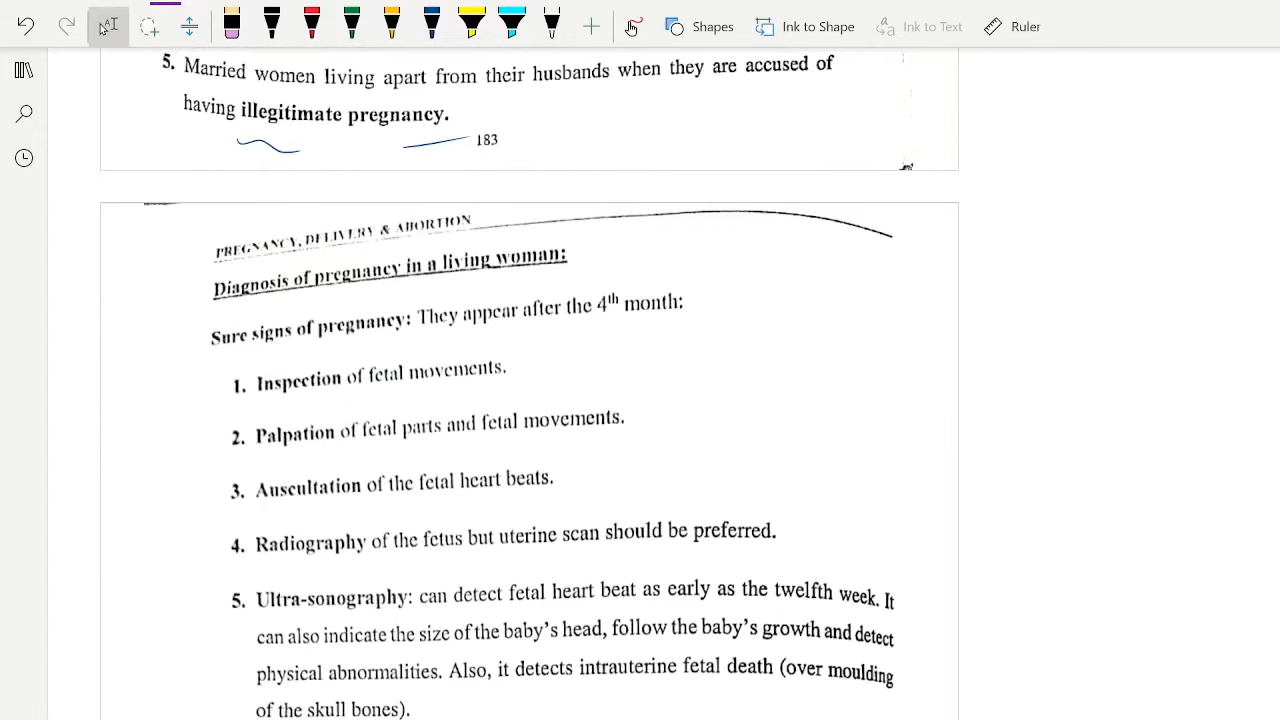 Shapes
Ink to Shape
Ink to Text
Ruler
5. Married women living apart from their husbands when they are accused of
having illegitimate pregnancy.
183
PREGNANCY, DELIVERY & ABORTION
Diagnosis of pregnancy in a living woman:
Sure signs of pregnancy: They appear after the 4th month:
1. Inspection of fetal movements.
2. Palpation of fetal parts and fetal movements.
3. Auscultation of the fetal heart beats.
4. Radiography of the fetus but uterine scan should be preferred.
5. Ultra-sonography: can detect fetal heart beat as early as the twelfth week. It
can also indicate the size of the baby's head, follow the baby's growth and detect
physical abnormalities. Also, it detects intrauterine fetal death (over moulding
of the skull bones).